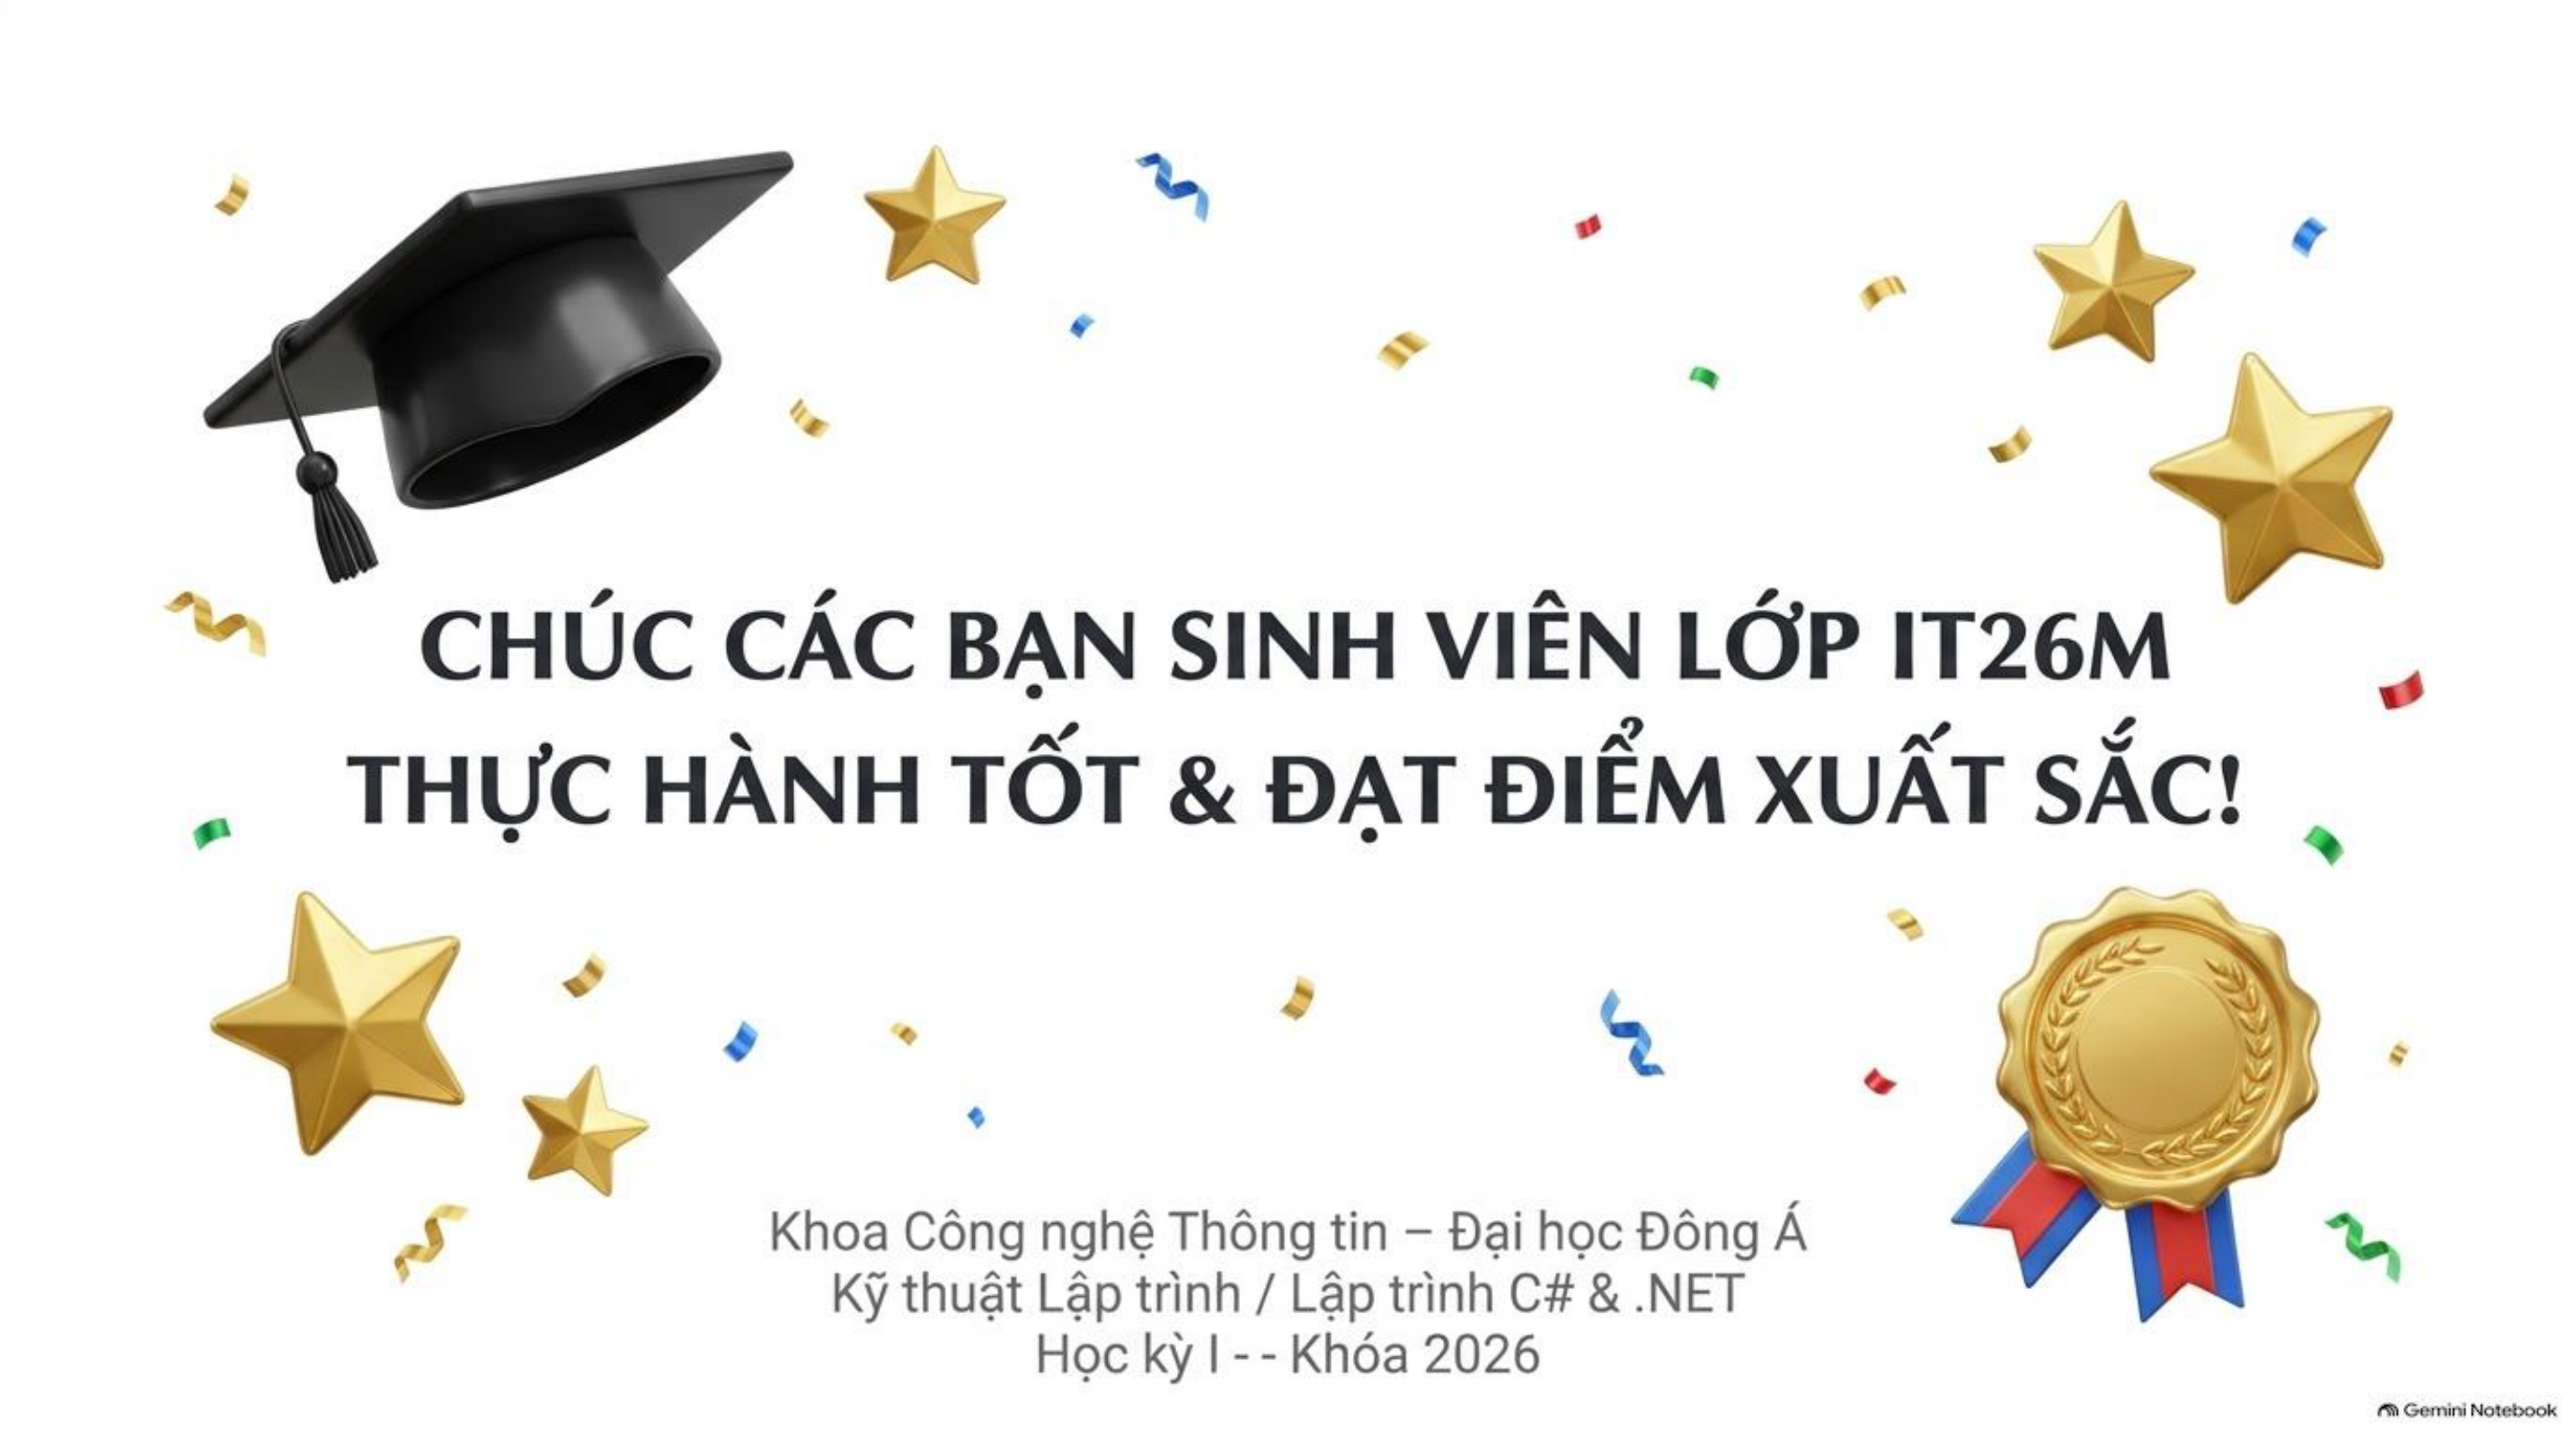 CHÚC CÁC BẠN SINH VIÊN LỚP IT26M
THỰC HÀNH TỐT & ĐẠT ĐIỂM XUẤT SẮC!
Khoa Công nghệ Thông tin – Đại học Đông Á
Kỹ thuật Lập trình / Lập trình C# & .NET
Học kỳ I - - Khóa 2026
Gemini Notebook